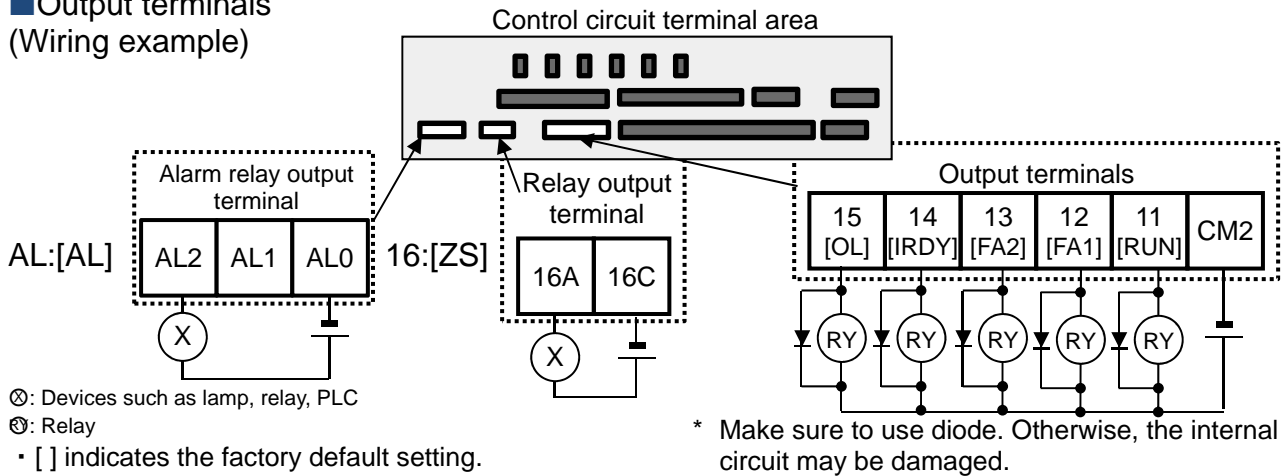 ■Output terminals
(Wiring example)
Control circuit terminal area
Alarm relay output
terminal
AL:[AL]
AL2 AL1 AL0
Relay output
terminal
16:[ZS]
16A 16C
Output terminals
15 14 13 12 11 CM2
[OL] [IRDY] [FA2] [FA1] [RUN]
X
X
RY RY RY RY RY
Ⓧ: Devices such as lamp, relay, PLC
RY: Relay
・[ ] indicates the factory default setting.
* Make sure to use diode. Otherwise, the internal
circuit may be damaged.